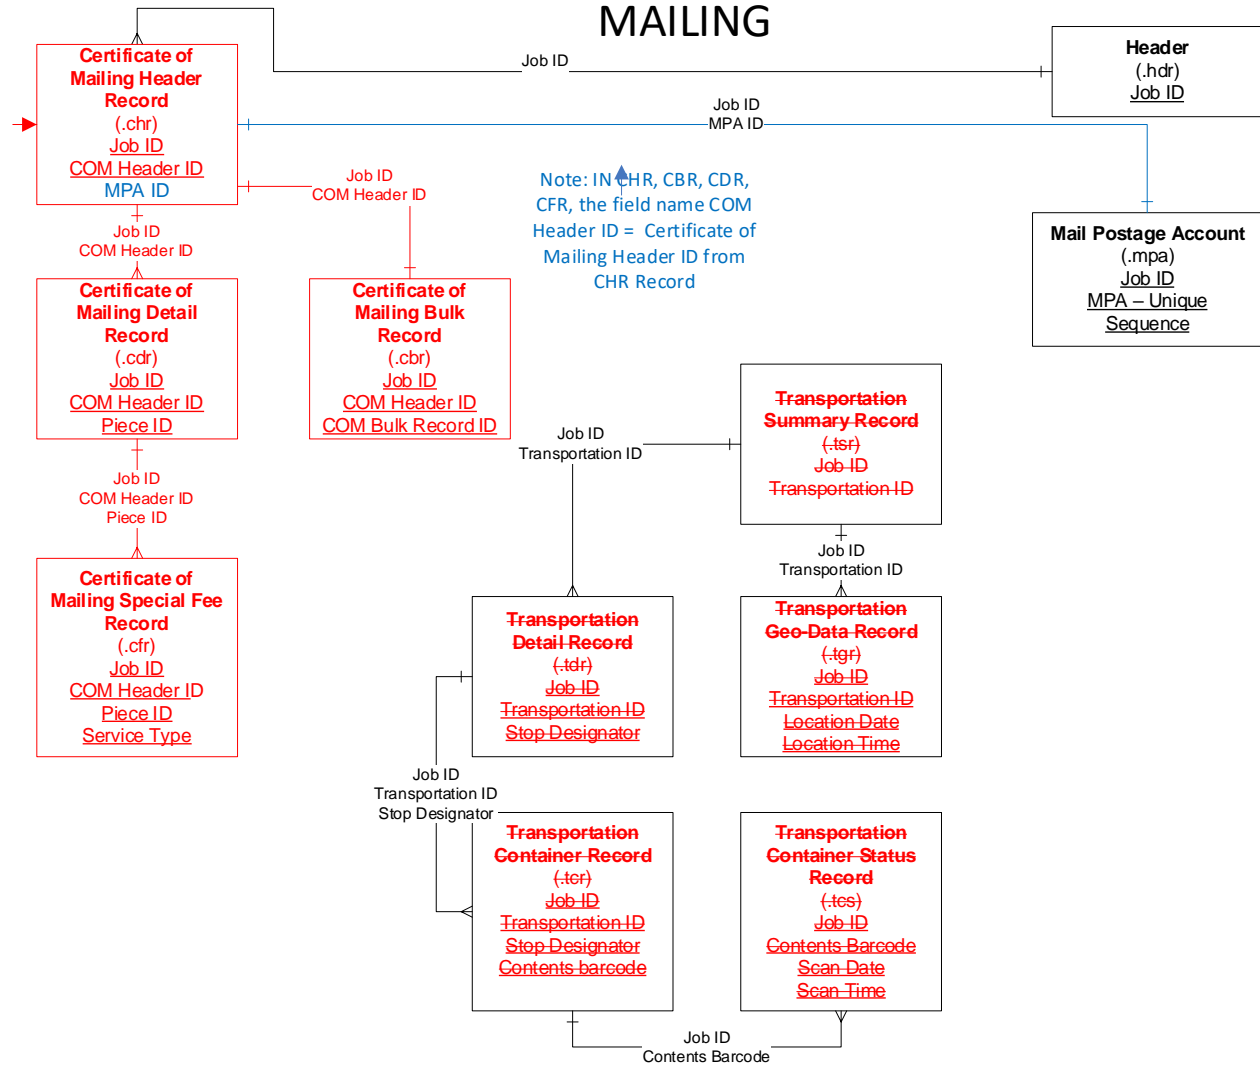 MAILING
Certificate of
Mailing Header
Record
(.chr)
Job ID
COM Header ID
MPA ID
Job ID
Header
(.hdr)
Job ID
Job ID
MPA ID
Job ID
COM Header ID
Note: IN CHR, CBR, CDR,
CFR, the field name COM
Header ID = Certificate of
Mailing Header ID from
CHR Record
Mail Postage Account
(.mpa)
Job ID
MPA – Unique
Sequence
Job ID
COM Header ID
Certificate of
Mailing Detail
Record
(.cdr)
Job ID
COM Header ID
Piece ID
Certificate of
Mailing Bulk
Record
(.cbr)
Job ID
COM Header ID
COM Bulk Record ID
Job ID
COM Header ID
Piece ID
Certificate of
Mailing Special Fee
Record
(.cfr)
Job ID
COM Header ID
Piece ID
Service Type
Job ID
Transportation ID
Transportation
Summary Record
(.tsr)
Job ID
Transportation ID
Job ID
Transportation ID
Transportation
Detail Record
(.tdr)
Job ID
Transportation ID
Stop Designator
Transportation
Geo-Data Record
(.tgr)
Job ID
Transportation ID
Location Date
Location Time
Job ID
Transportation ID
Stop Designator
Transportation
Container Record
(.tcr)
Job ID
Transportation ID
Stop Designator
Contents barcode
Transportation
Container Status
Record
(.tcs)
Job ID
Contents Barcode
Scan Date
Scan Time
Job ID
Contents Barcode